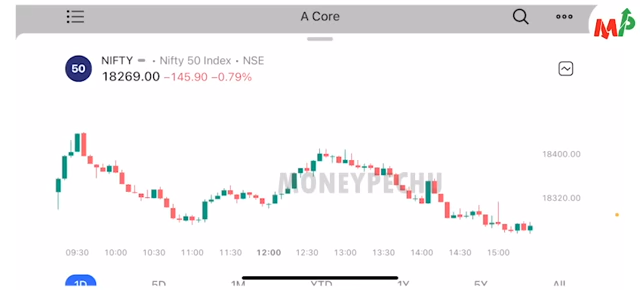 A Core
MP
50
NIFTY • Nifty 50 Index • NSE
18269.00 −145.90 −0.79%
18400.00
MONEYPECHU
18320.00
09:30 10:00 10:30 11:00 11:30 12:00 12:30 13:00 13:30 14:00 14:30 15:00
1D 5D 1M YTD 1Y 5Y All